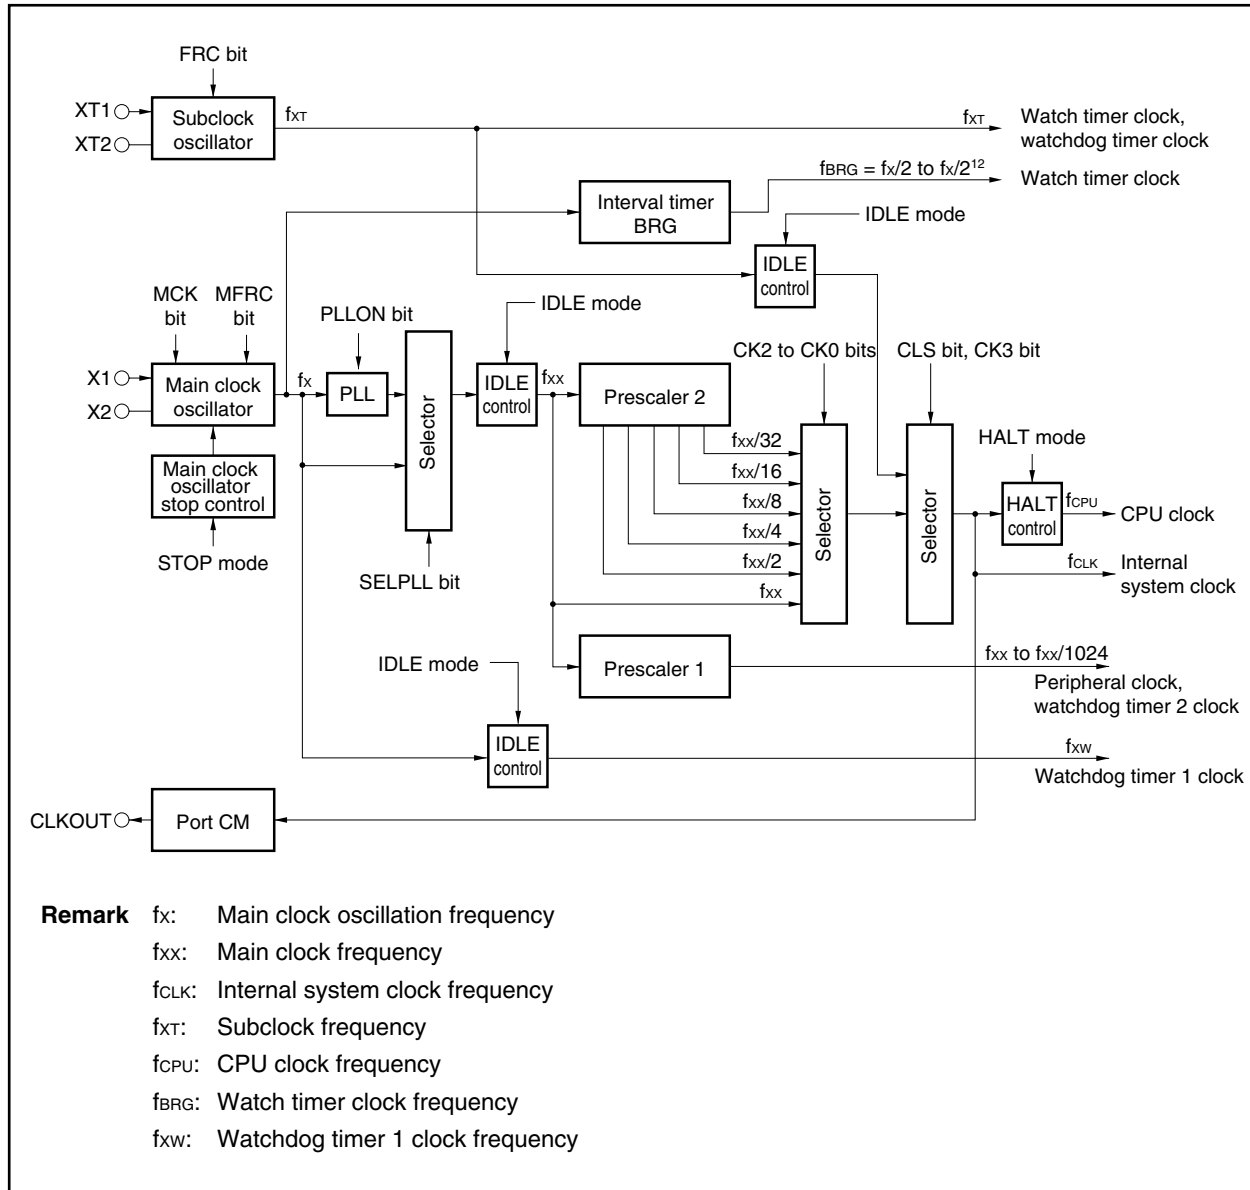 FRC bit
XT1
XT2
Subclock
oscillator
fXT
fXT
Watch timer clock,
watchdog timer clock
fBRG = fX/2 to fX/2¹²
Watch timer clock
Interval timer
BRG
IDLE mode
IDLE
control
MCK
bit
MFRC
bit
PLLON bit
IDLE mode
X1
X2
Main clock
oscillator
fX
PLL
Selector
IDLE
control
fXX
Prescaler 2
CK2 to CK0 bits
CLS bit, CK3 bit
Main clock
oscillator
stop control
STOP mode
SELPLL bit
fXX/32
fXX/16
fXX/8
fXX/4
fXX/2
fXX
Selector
Selector
HALT mode
HALT
control
fCPU
CPU clock
fCLK
Internal
system clock
IDLE mode
Prescaler 1
fXX to fXX/1024
Peripheral clock,
watchdog timer 2 clock
IDLE
control
fXW
Watchdog timer 1 clock
CLKOUT
Port CM
Remark fX: Main clock oscillation frequency
fXX: Main clock frequency
fCLK: Internal system clock frequency
fXT: Subclock frequency
fCPU: CPU clock frequency
fBRG: Watch timer clock frequency
fXW: Watchdog timer 1 clock frequency